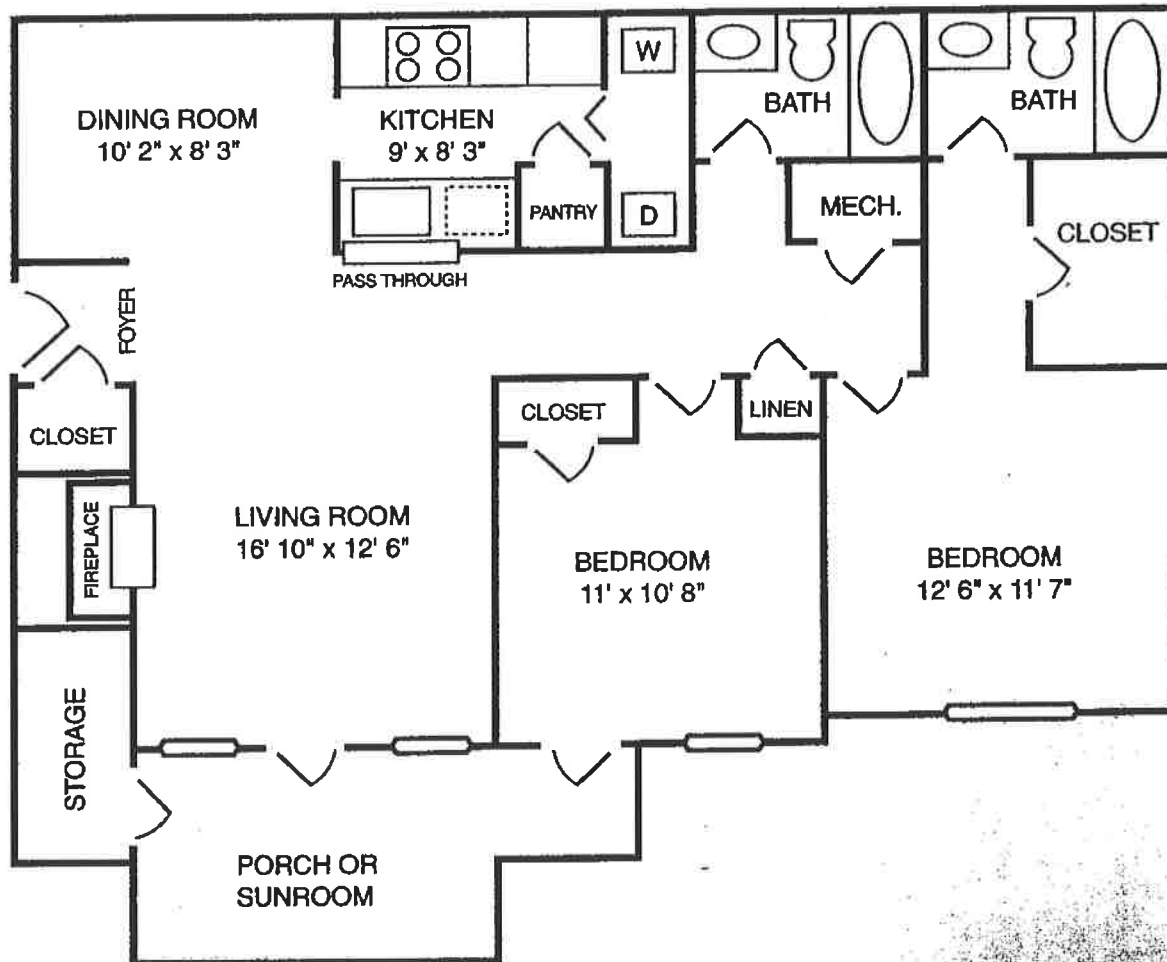 DINING ROOM
10' 2" x 8' 3"
KITCHEN
9' x 8' 3"
W
D
BATH
BATH
PANTRY
MECH.
CLOSET
PASS THROUGH
FOYER
CLOSET
CLOSET
LINEN
FIREPLACE
LIVING ROOM
16' 10" x 12' 6"
BEDROOM
11' x 10' 8"
BEDROOM
12' 6" x 11' 7"
STORAGE
PORCH OR
SUNROOM